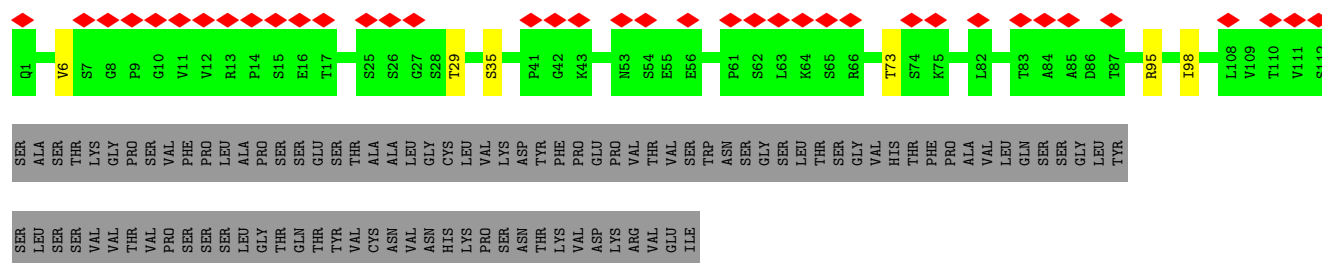 Q1 V6 S7 G8 P9 G10 V11 V12 R13 P14 S15 E16 T17 S25 S26 G27 S28 T29 S35 P41 G42 K43 N53 S54 E55 E56 P61 S62 L63 K64 S65 R66 T73 S74 K75 L82 T83 A84 A85 D86 T87 R95 I98 L108 V109 T110 V111 S112
SER ALA SER THR LYS GLY PRO SER VAL PHE PRO LEU ALA PRO SER SER GLU SER THR ALA ALA LEU GLY CYS LEU VAL LYS ASP TYR PHE PRO GLU PRO VAL THR VAL SER TRP ASN SER GLY SER LEU THR SER GLY VAL HIS THR PHE PRO ALA VAL LEU GLN SER SER GLY LEU TYR
SER LEU SER SER VAL VAL THR VAL PRO SER SER SER LEU GLY THR GLN THR TYR VAL CYS ASN VAL ASN HIS LYS PRO SER ASN THR LYS VAL ASP LYS ARG VAL GLU ILE